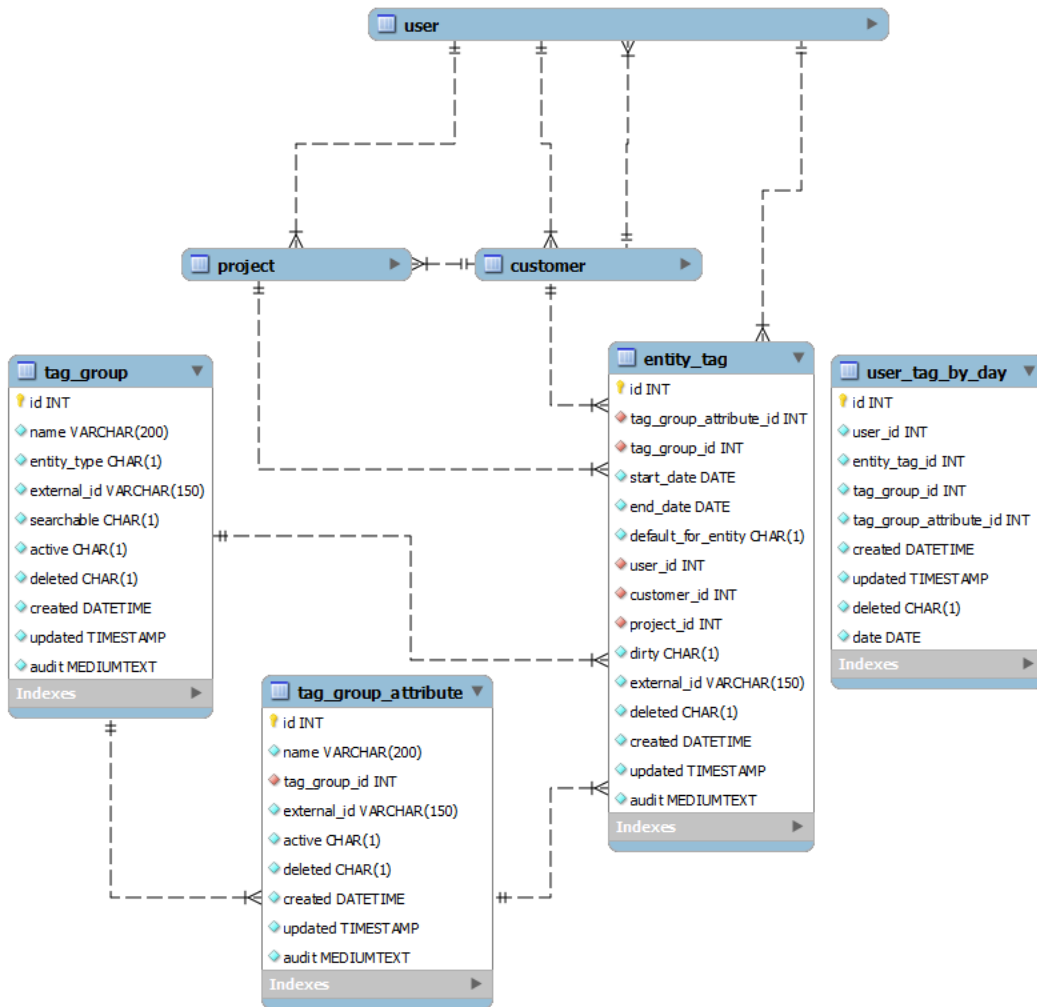 user
project
customer
tag_group
id INT
name VARCHAR(200)
entity_type CHAR(1)
external_id VARCHAR(150)
searchable CHAR(1)
active CHAR(1)
deleted CHAR(1)
created DATETIME
updated TIMESTAMP
audit MEDIUMTEXT
Indexes
tag_group_attribute
id INT
name VARCHAR(200)
tag_group_id INT
external_id VARCHAR(150)
active CHAR(1)
deleted CHAR(1)
created DATETIME
updated TIMESTAMP
audit MEDIUMTEXT
Indexes
entity_tag
id INT
tag_group_attribute_id INT
tag_group_id INT
start_date DATE
end_date DATE
default_for_entity CHAR(1)
user_id INT
customer_id INT
project_id INT
dirty CHAR(1)
external_id VARCHAR(150)
deleted CHAR(1)
created DATETIME
updated TIMESTAMP
audit MEDIUMTEXT
Indexes
user_tag_by_day
id INT
user_id INT
entity_tag_id INT
tag_group_id INT
tag_group_attribute_id INT
created DATETIME
updated TIMESTAMP
deleted CHAR(1)
date DATE
Indexes